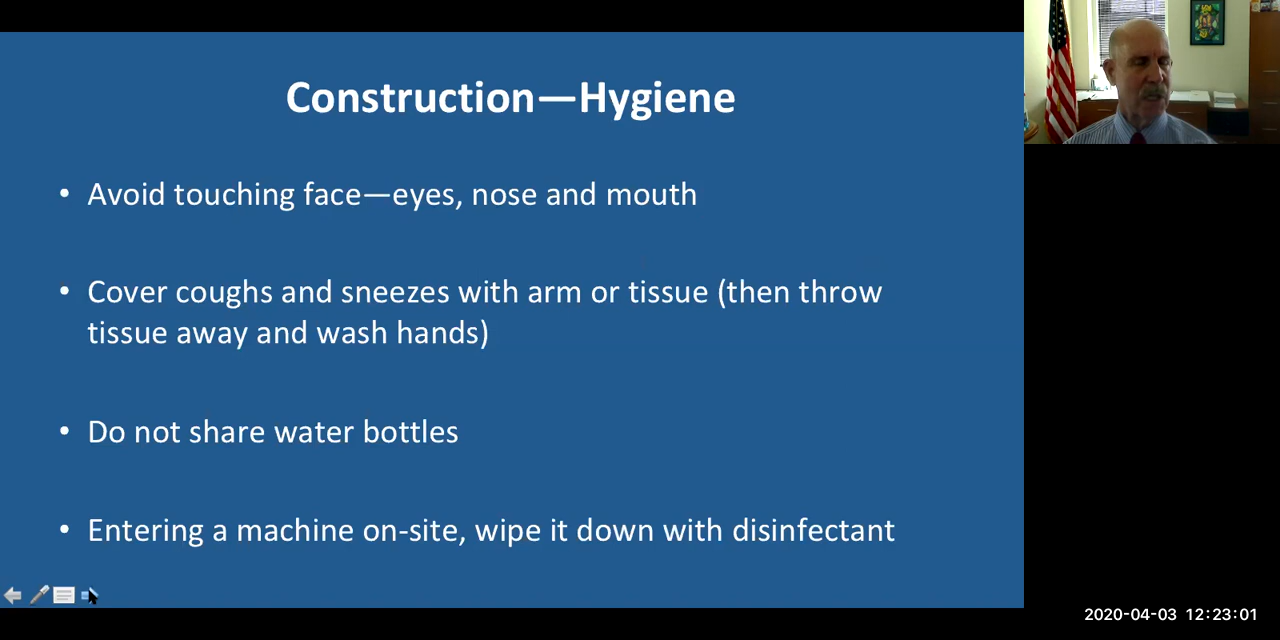 Construction—Hygiene
• Avoid touching face—eyes, nose and mouth
• Cover coughs and sneezes with arm or tissue (then throw
tissue away and wash hands)
• Do not share water bottles
• Entering a machine on-site, wipe it down with disinfectant
2020-04-03 12:23:01